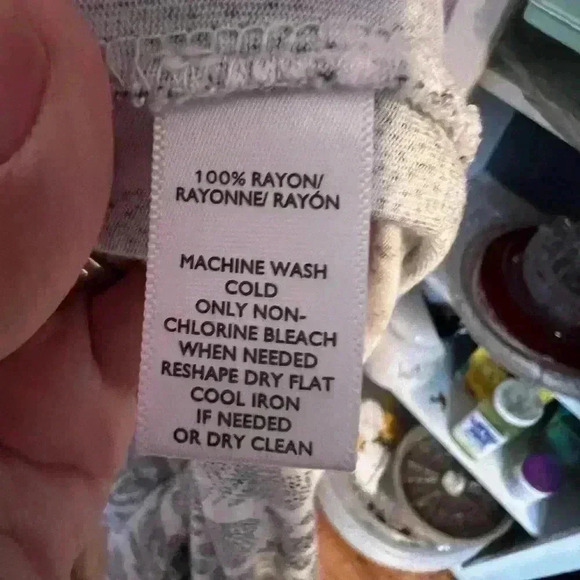 100% RAYON/
RAYONNE/ RAYÓN
MACHINE WASH
COLD
ONLY NON-
CHLORINE BLEACH
WHEN NEEDED
RESHAPE DRY FLAT
COOL IRON
IF NEEDED
OR DRY CLEAN